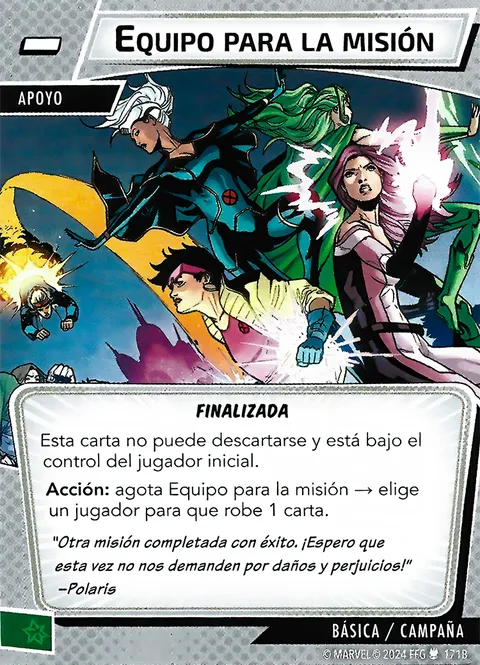 EQUIPO PARA LA MISIÓN
APOYO
FINALIZADA
Esta carta no puede descartarse y está bajo el
control del jugador inicial.
Acción: agota Equipo para la misión → elige
un jugador para que robe 1 carta.
"Otra misión completada con éxito. ¡Espero que
esta vez no nos demanden por daños y perjuicios!"
–Polaris
BÁSICA / CAMPAÑA
© MARVEL © 2024 FFG 171B